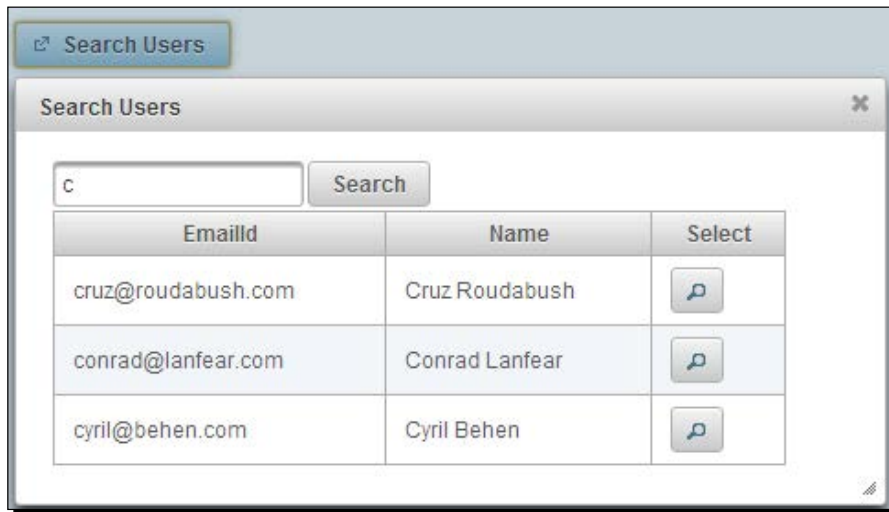 Search Users
Search Users
c
Search
EmailId Name Select
cruz@roudabush.com Cruz Roudabush
conrad@lanfear.com Conrad Lanfear
cyril@behen.com Cyril Behen